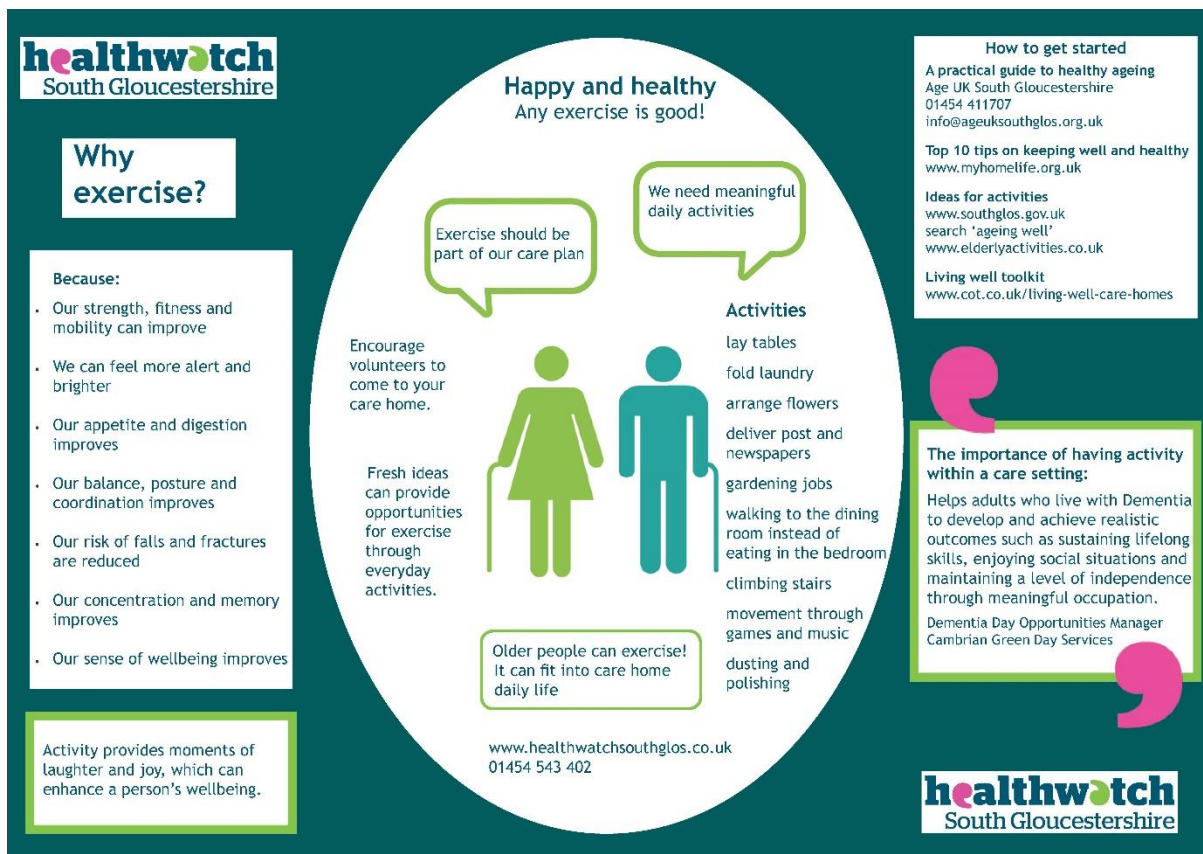 healthwatch
South Gloucestershire
Why
exercise?
Because:
• Our strength, fitness and
mobility can improve
• We can feel more alert and
brighter
• Our appetite and digestion
improves
• Our balance, posture and
coordination improves
• Our risk of falls and fractures
are reduced
• Our concentration and memory
improves
• Our sense of wellbeing improves
Activity provides moments of
laughter and joy, which can
enhance a person's wellbeing.
Happy and healthy
Any exercise is good!
Exercise should be
part of our care plan
We need meaningful
daily activities
Encourage
volunteers to
come to your
care home.
Fresh ideas
can provide
opportunities
for exercise
through
everyday
activities.
Activities
lay tables
fold laundry
arrange flowers
deliver post and
newspapers
gardening jobs
walking to the dining
room instead of
eating in the bedroom
climbing stairs
movement through
games and music
dusting and
polishing
Older people can exercise!
It can fit into care home
daily life
www.healthwatchsouthglos.co.uk
01454 543 402
How to get started
A practical guide to healthy ageing
Age UK South Gloucestershire
01454 411707
info@ageuksouthglos.org.uk
Top 10 tips on keeping well and healthy
www.myhomelife.org.uk
Ideas for activities
www.southglos.gov.uk
search 'ageing well'
www.elderlyactivities.co.uk
Living well toolkit
www.cot.co.uk/living-well-care-homes
The importance of having activity
within a care setting:
Helps adults who live with Dementia
to develop and achieve realistic
outcomes such as sustaining lifelong
skills, enjoying social situations and
maintaining a level of independence
through meaningful occupation.
Dementia Day Opportunities Manager
Cambrian Green Day Services
healthwatch
South Gloucestershire